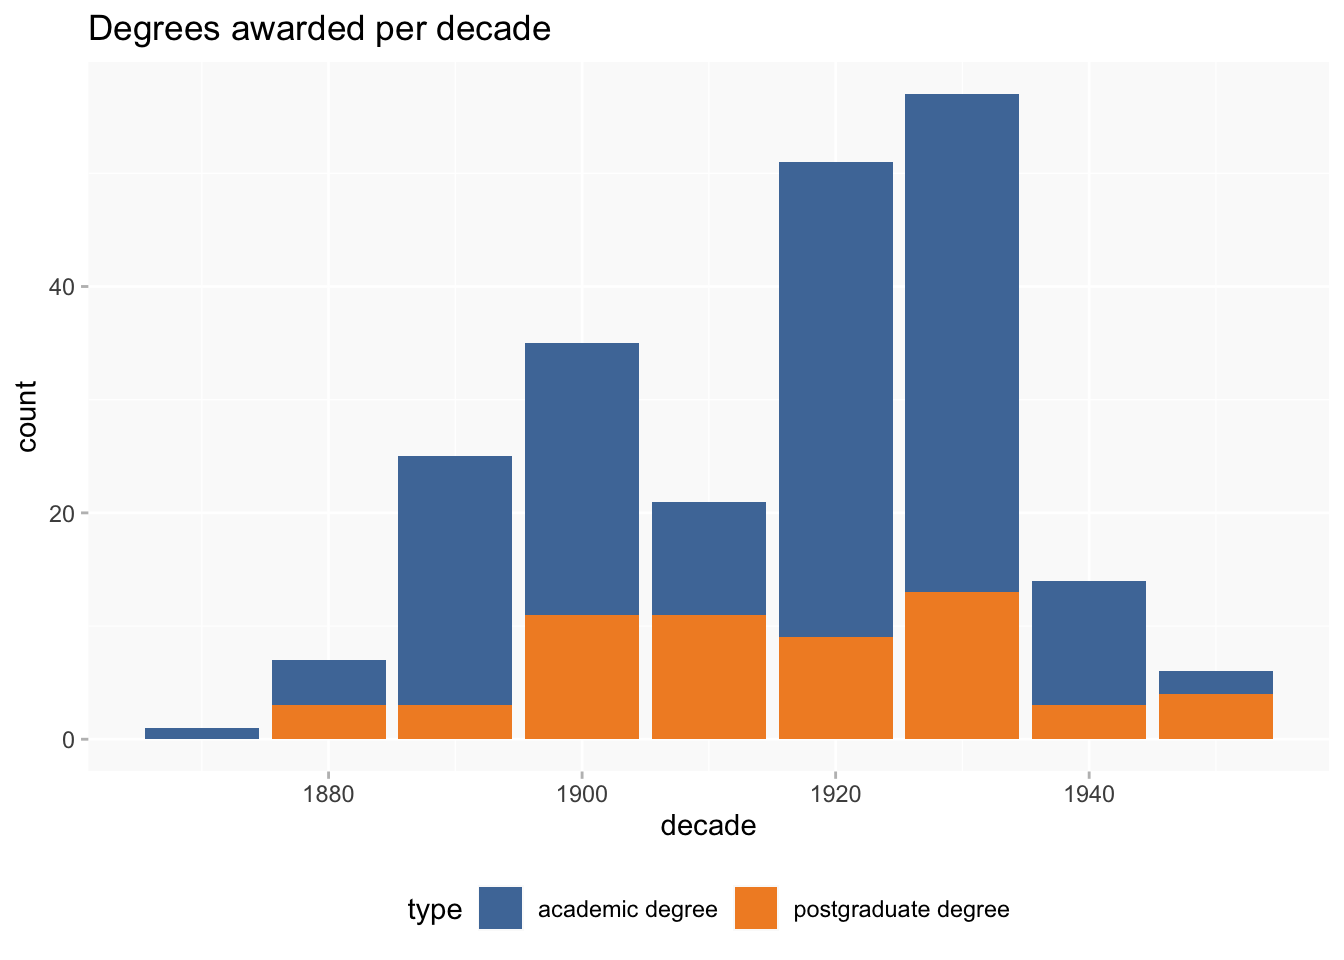 Degrees awarded per decade
count
40
20
0
1880 1900 1920 1940
decade
type academic degree postgraduate degree